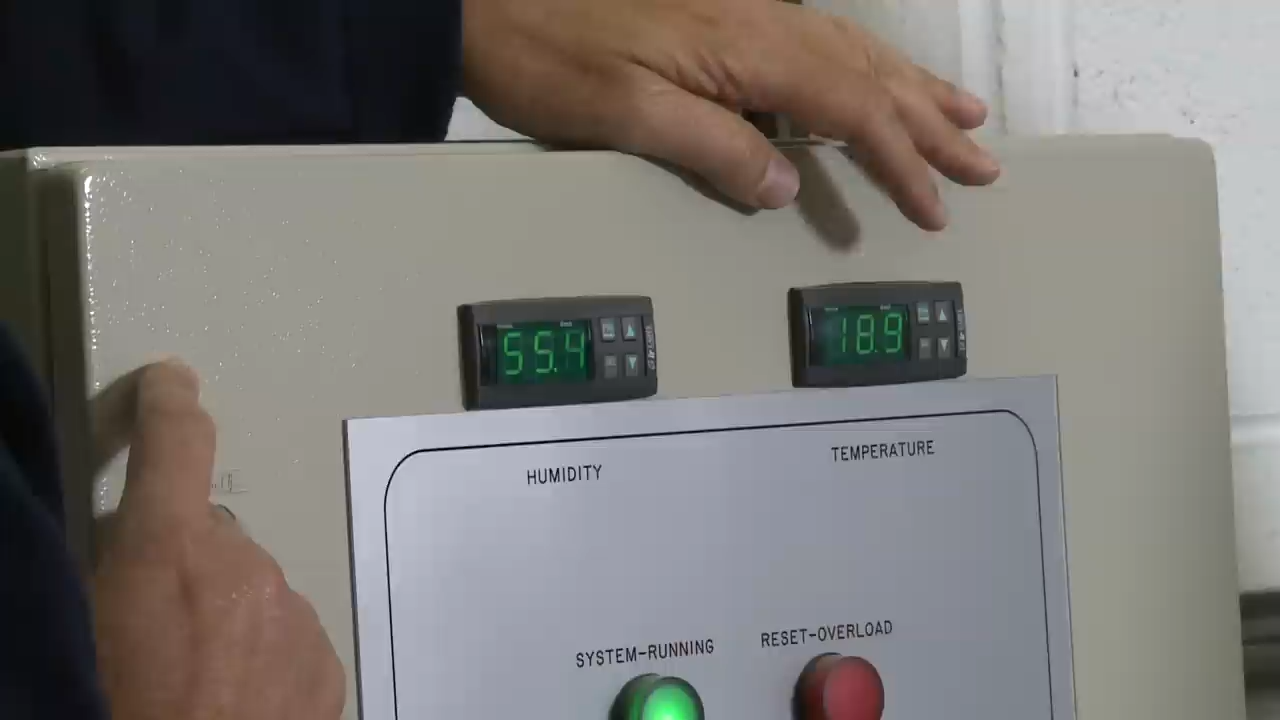 55.4
18.9
HUMIDITY
TEMPERATURE
SYSTEM-RUNNING
RESET-OVERLOAD